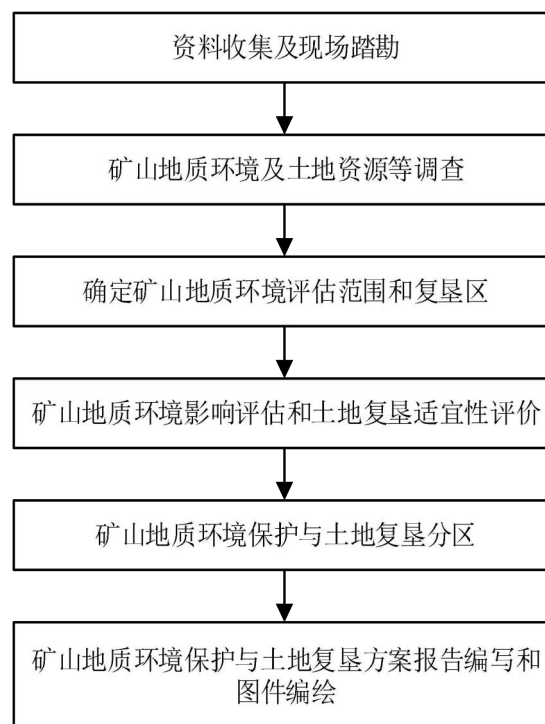 资料收集及现场踏勘
矿山地质环境及土地资源等调查
确定矿山地质环境评估范围和复垦区
矿山地质环境影响评估和土地复垦适宜性评价
矿山地质环境保护与土地复垦分区
矿山地质环境保护与土地复垦方案报告编写和
图件编绘